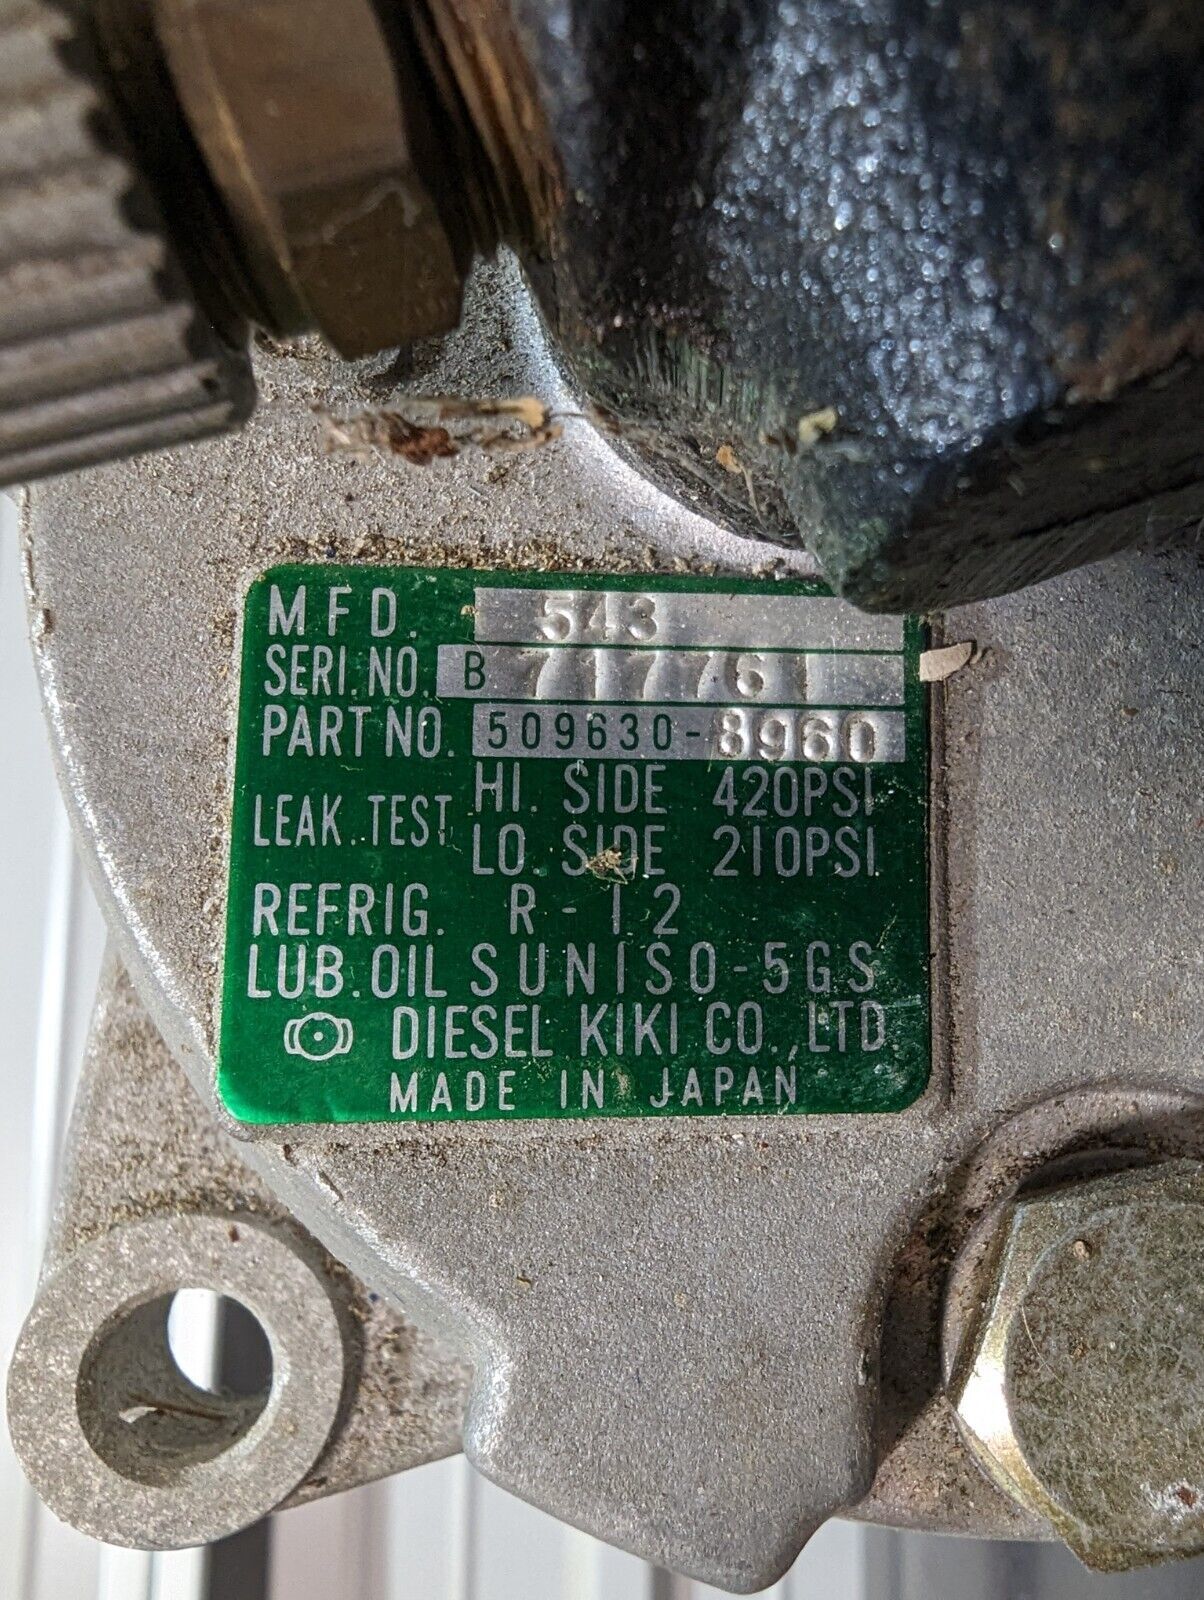 MFD. 543
SERI. NO. B 717761
PART NO. 509630-8960
LEAK. TEST HI. SIDE 420PSI
LO. SIDE 210PSI
REFRIG. R-12
LUB. OIL SUNISO-5GS
DIESEL KIKI CO., LTD
MADE IN JAPAN